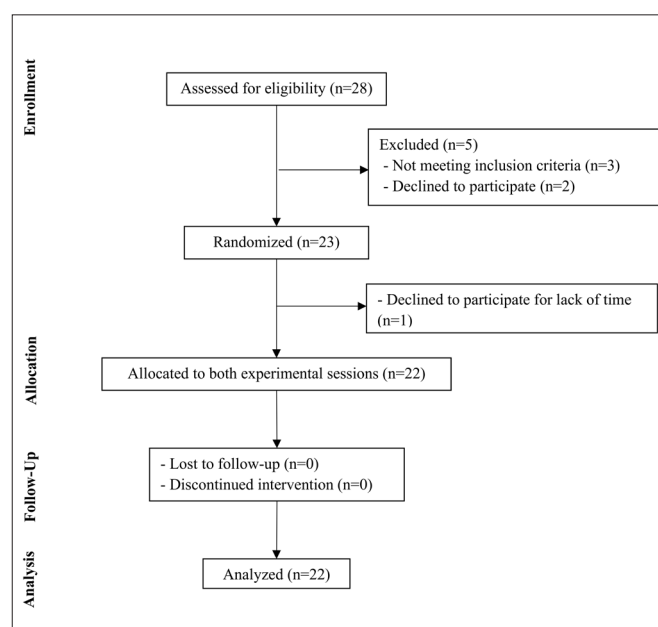 Enrollment
Assessed for eligibility (n=28)
Excluded (n=5)
- Not meeting inclusion criteria (n=3)
- Declined to participate (n=2)
Randomized (n=23)
- Declined to participate for lack of time
(n=1)
Allocation
Allocated to both experimental sessions (n=22)
Follow-Up
- Lost to follow-up (n=0)
- Discontinued intervention (n=0)
Analysis
Analyzed (n=22)